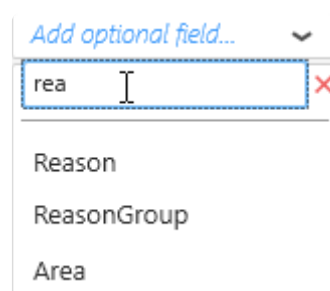 Add optional field...
rea
Reason
ReasonGroup
Area